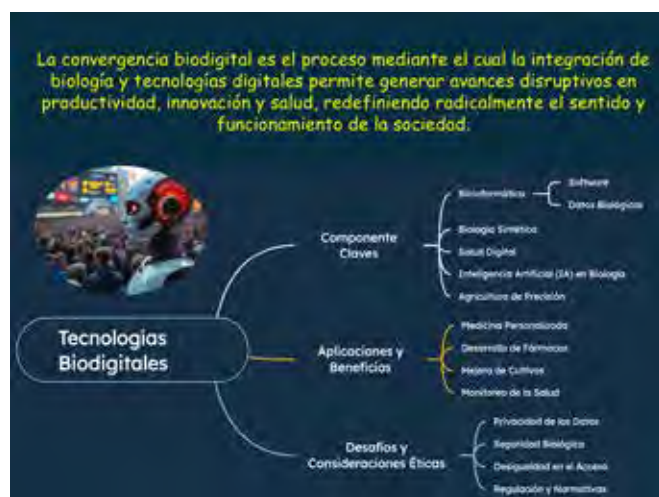 La convergencia biodigital es el proceso mediante el cual la integración de
biología y tecnologías digitales permite generar avances disruptivos en
productividad, innovación y salud, redefiniendo radicalmente el sentido y
funcionamiento de la sociedad.
Tecnologías
Biodigitales
Componente
Claves
Bioinformática
Software
Datos Biológicos
Biología Sintética
Salud Digital
Inteligencia Artificial (IA) en Biología
Agricultura de Precisión
Aplicaciones y
Beneficios
Medicina Personalizada
Desarrollo de Fármacos
Mejora de Cultivos
Monitoreo de la Salud
Desafíos y
Consideraciones Éticas
Privacidad de los Datos
Seguridad Biológica
Desigualdad en el Acceso
Regulación y Normativas